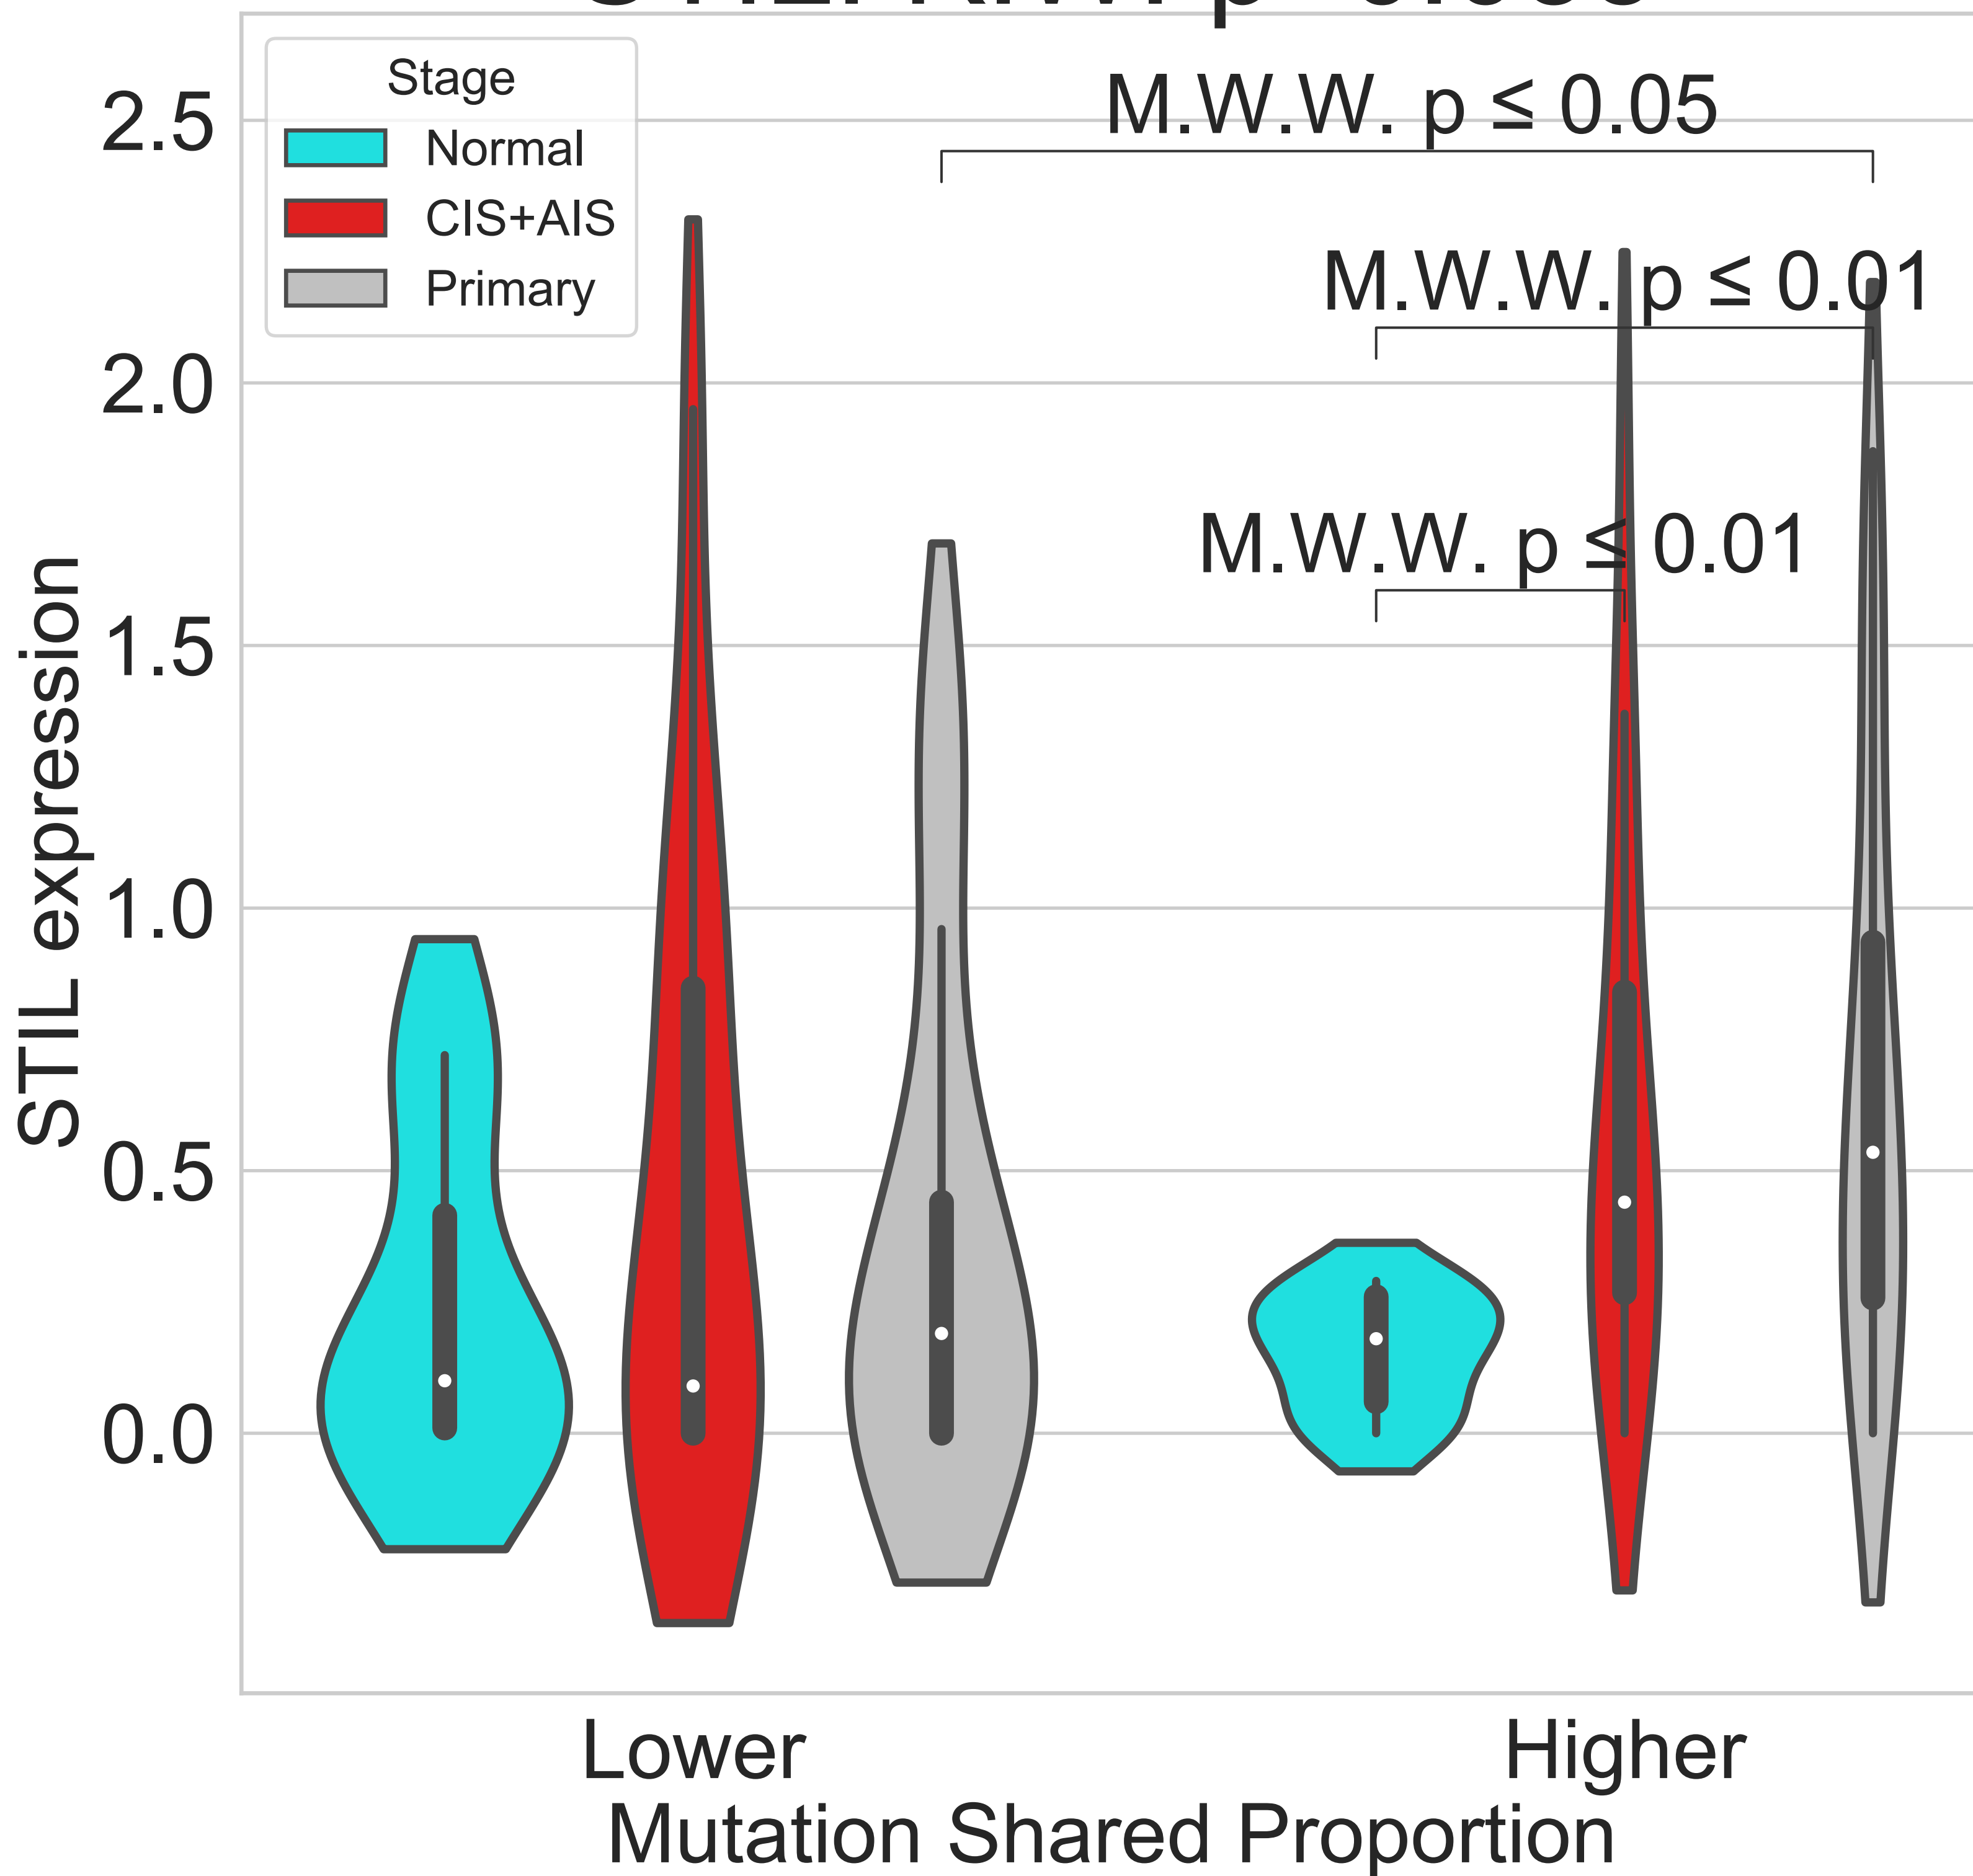 Stage
Normal
CIS+AIS
Primary
M.W.W. p ≤ 0.05
M.W.W. p ≤ 0.01
M.W.W. p ≤ 0.01
2.5
2.0
1.5
1.0
0.5
0.0
STIL expression
Lower
Higher
Mutation Shared Proportion